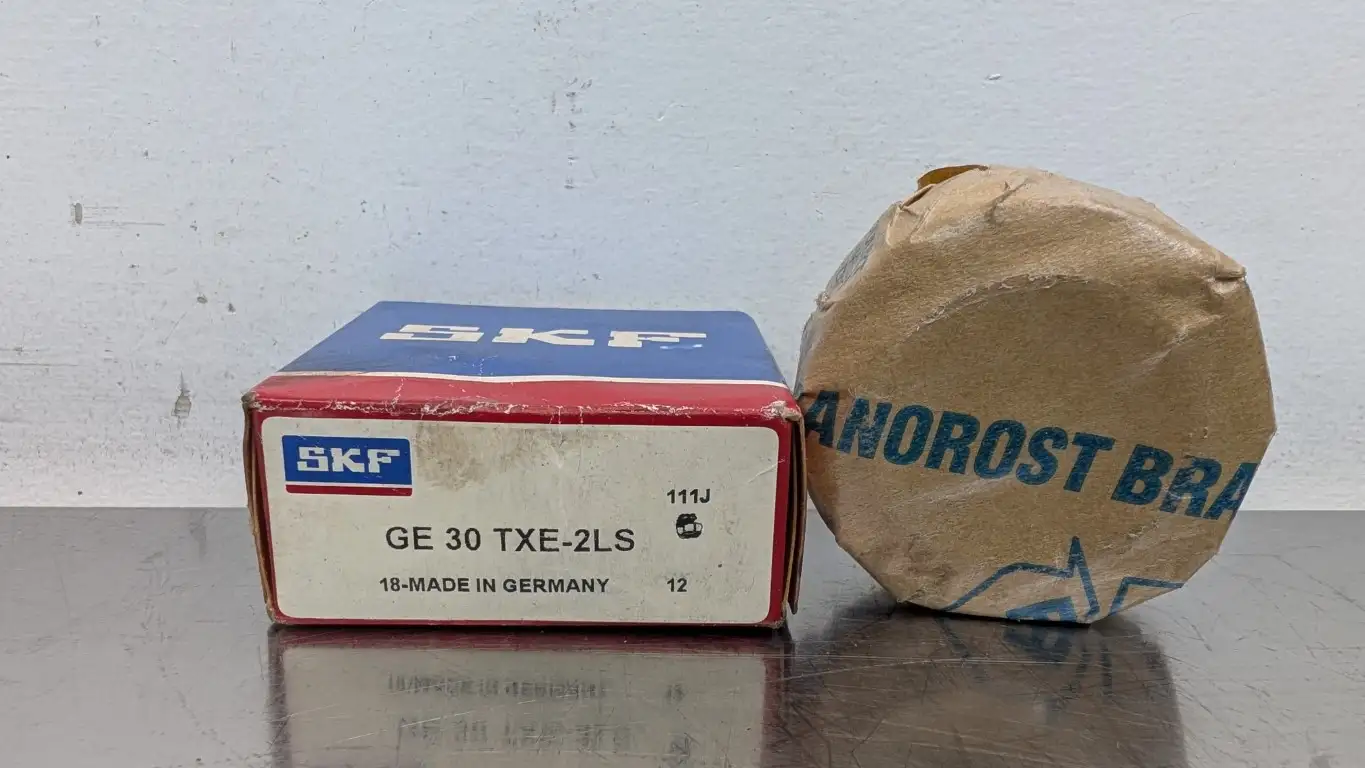 SKF
SKF
111J
GE 30 TXE-2LS
18-MADE IN GERMANY
12
ANOROST BRA